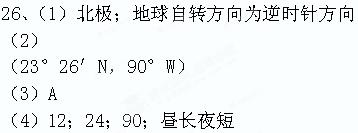 26、（1）北极；地球自转方向为逆时针方向
（2）
（23°26′N，90°W）
（3）A
（4）12；24；90；昼长夜短